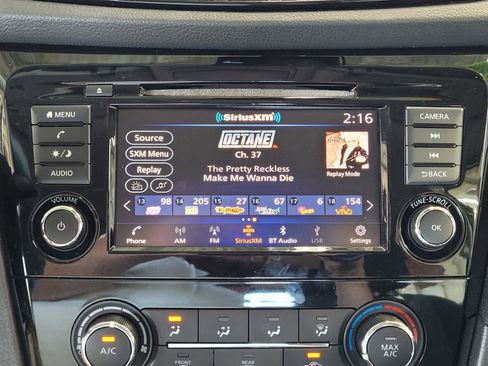 SiriusXM
2:16
MENU
CAMERA
Source
OCTANE
SXM Menu
Ch. 37
Replay
The Pretty Reckless
Make Me Wanna Die
Replay Mode
AUDIO
BACK
13 98 14 205 15 27 16 67 17 6 18 154
VOLUME
TUNE·SCROLL
OK
Phone AM FM SiriusXM BT Audio USB Settings
A/C
FRONT
REAR
MAX
A/C